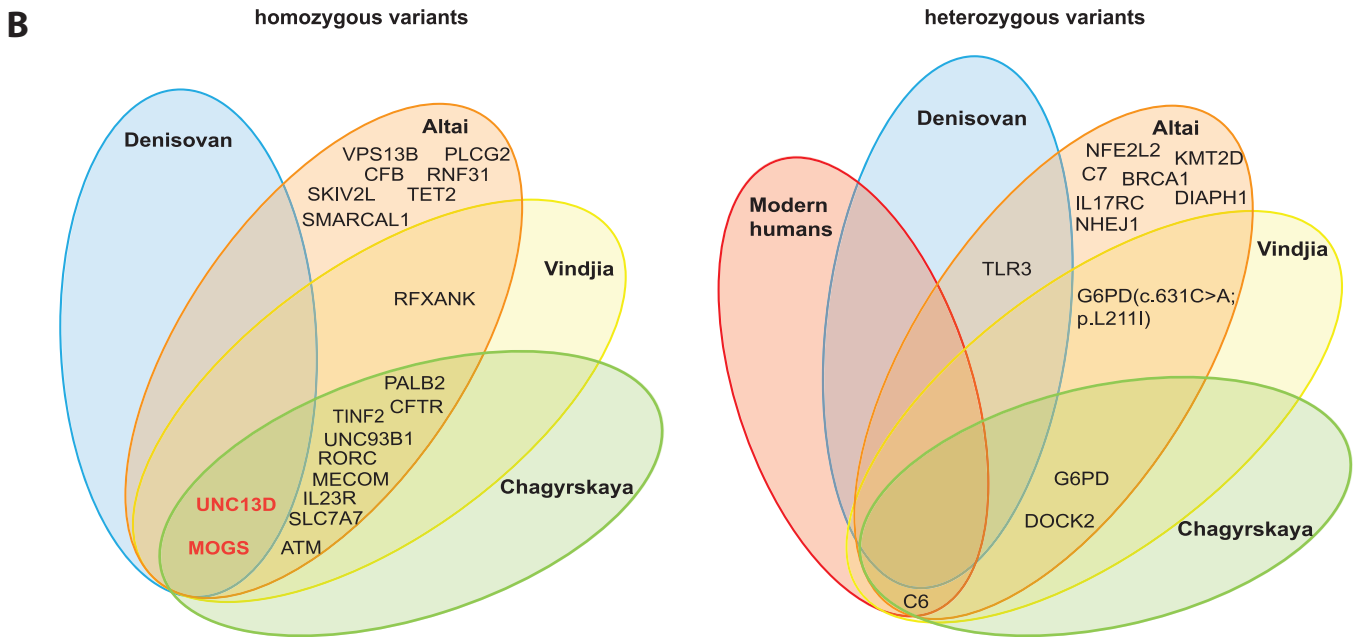 B
homozygous variants
Denisovan
Altai
VPS13B PLCG2
CFB RNF31
SKIV2L TET2
SMARCAL1
Vindjia
RFXANK
PALB2
CFTR
TINF2
UNC93B1
RORC
MECOM
IL23R
SLC7A7
ATM
UNC13D
MOGS
Chagyrskaya
heterozygous variants
Modern
humans
Denisovan
Altai
NFE2L2 KMT2D
C7 BRCA1
IL17RC DIAPH1
NHEJ1
TLR3
Vindjia
G6PD(c.631C>A;
p.L211I)
G6PD
DOCK2
Chagyrskaya
C6